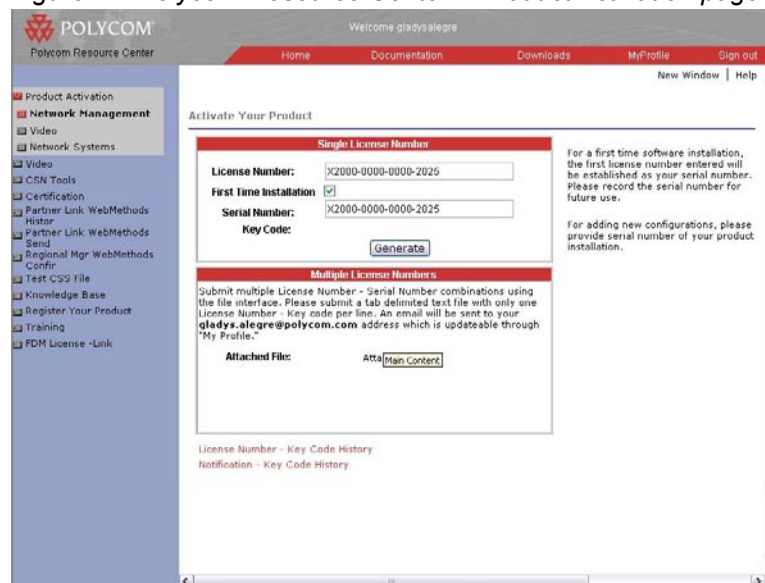 POLYCOM
Welcome gladysalegre
Polycom Resource Center
Home
Documentation
Downloads
MyProfile
Sign out
New Window | Help
Product Activation
Network Management
Video
Network Systems
Video
CSN Tools
Certification
Partner Link WebMethods
Histor
Partner Link WebMethods
Send
Regional Mgr WebMethods
Confir
Test CSS File
Knowledge Base
Register Your Product
Training
FDM License -Link
Activate Your Product
Single License Number
License Number: X2000-0000-0000-2025
First Time Installation
Serial Number: X2000-0000-0000-2025
Key Code:
Generate
For a first time software installation,
the first license number entered will
be established as your serial number.
Please record the serial number for
future use.
For adding new configurations, please
provide serial number of your product
installation.
Multiple License Numbers
Submit multiple License Number - Serial Number combinations using
the file interface. Please submit a tab delimited text file with only one
License Number - Key code per line. An email will be sent to your
gladys.alegre@polycom.com address which is updateable through
"My Profile."
Attached File: Atta
Main Content
License Number - Key Code History
Notification - Key Code History